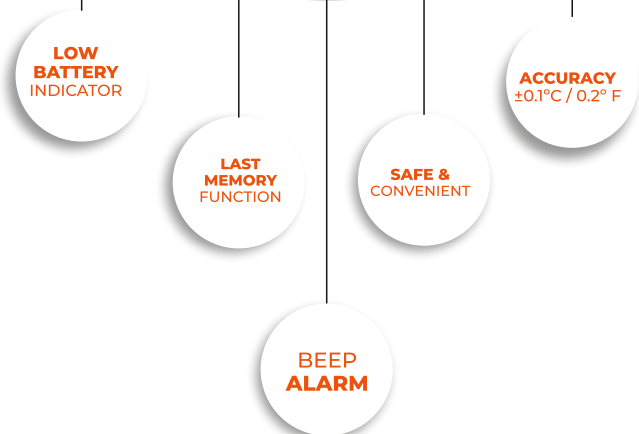 LOW
BATTERY
INDICATOR
LAST
MEMORY
FUNCTION
BEEP
ALARM
SAFE &
CONVENIENT
ACCURACY
±0.1°C / 0.2° F